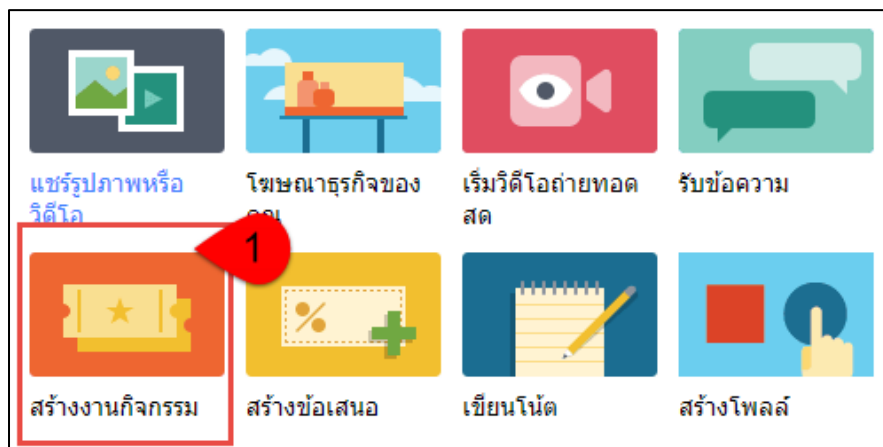 แชร์รูปภาพหรือ
วิดีโอ
โฆษณาธุรกิจของ
คุณ
เริ่มวิดีโอถ่ายทอด
สด
รับข้อความ
1
สร้างงานกิจกรรม
%
สร้างข้อเสนอ
เขียนโน้ต
สร้างโพลล์